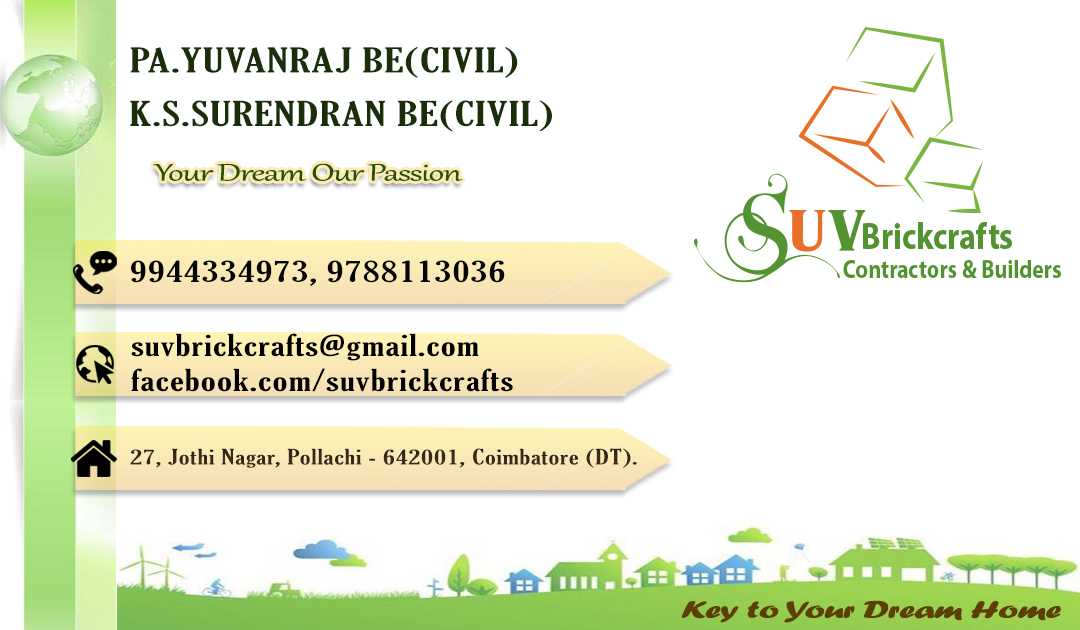 PA.YUVANRAJ BE(CIVIL)
K.S.SURENDRAN BE(CIVIL)
Your Dream Our Passion
SUV Brickcrafts
Contractors & Builders
9944334973, 9788113036
suvbrickcrafts@gmail.com
facebook.com/suvbrickcrafts
27, Jothi Nagar, Pollachi - 642001, Coimbatore (DT).
Key to Your Dream Home